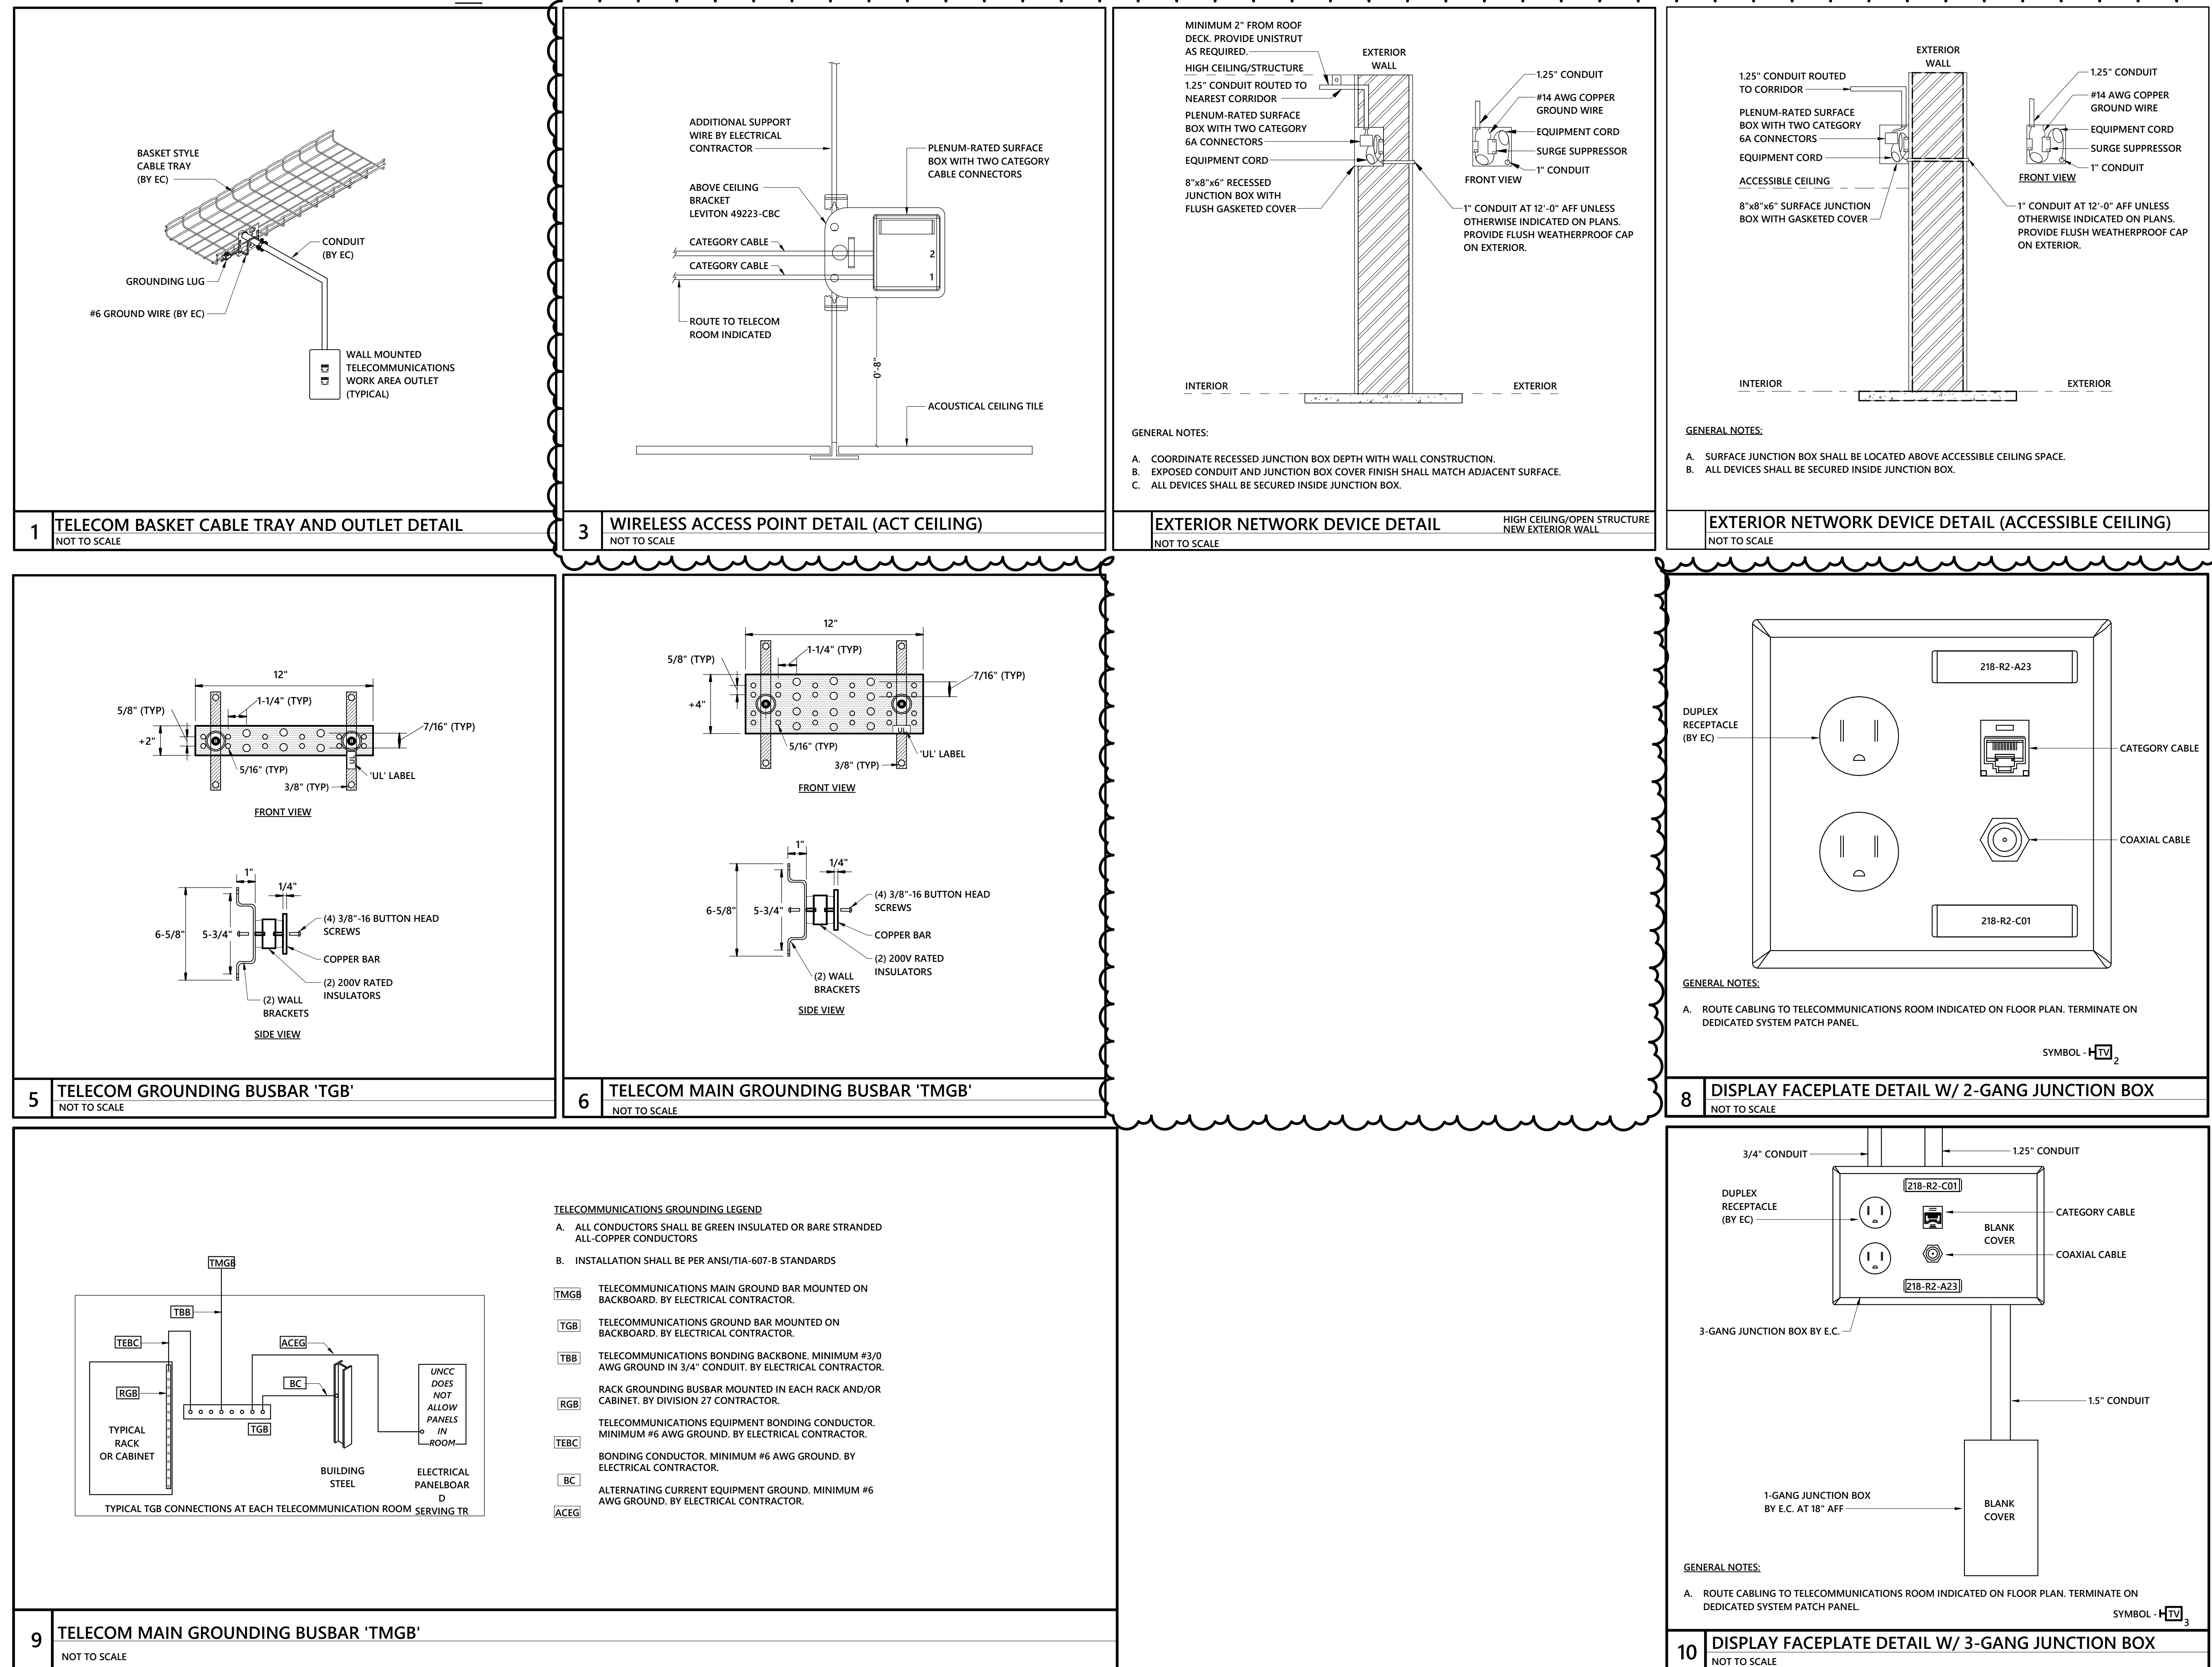 BASKET STYLE
CABLE TRAY
(BY EC)
CONDUIT
(BY EC)
GROUNDING LUG
#6 GROUND WIRE (BY EC)
WALL MOUNTED
TELECOMMUNICATIONS
WORK AREA OUTLET
(TYPICAL)
1
TELECOM BASKET CABLE TRAY AND OUTLET DETAIL
NOT TO SCALE
ADDITIONAL SUPPORT
WIRE BY ELECTRICAL
CONTRACTOR
PLENUM-RATED SURFACE
BOX WITH TWO CATEGORY
CABLE CONNECTORS
ABOVE CEILING
BRACKET
LEVITON 49223-CBC
CATEGORY CABLE
CATEGORY CABLE
2
1
ROUTE TO TELECOM
ROOM INDICATED
0'-8"
ACOUSTICAL CEILING TILE
3
WIRELESS ACCESS POINT DETAIL (ACT CEILING)
NOT TO SCALE
MINIMUM 2" FROM ROOF
DECK. PROVIDE UNISTRUT
AS REQUIRED.
HIGH CEILING/STRUCTURE
1.25" CONDUIT ROUTED TO
NEAREST CORRIDOR
PLENUM-RATED SURFACE
BOX WITH TWO CATEGORY
6A CONNECTORS
EQUIPMENT CORD
8"x8"x6" RECESSED
JUNCTION BOX WITH
FLUSH GASKETED COVER
EXTERIOR
WALL
1.25" CONDUIT
#14 AWG COPPER
GROUND WIRE
EQUIPMENT CORD
SURGE SUPPRESSOR
1" CONDUIT
FRONT VIEW
1" CONDUIT AT 12'-0" AFF UNLESS
OTHERWISE INDICATED ON PLANS.
PROVIDE FLUSH WEATHERPROOF CAP
ON EXTERIOR.
INTERIOR
EXTERIOR
GENERAL NOTES:
A. COORDINATE RECESSED JUNCTION BOX DEPTH WITH WALL CONSTRUCTION.
B. EXPOSED CONDUIT AND JUNCTION BOX COVER FINISH SHALL MATCH ADJACENT SURFACE.
C. ALL DEVICES SHALL BE SECURED INSIDE JUNCTION BOX.
EXTERIOR NETWORK DEVICE DETAIL
HIGH CEILING/OPEN STRUCTURE
NEW EXTERIOR WALL
NOT TO SCALE
EXTERIOR
WALL
1.25" CONDUIT ROUTED
TO CORRIDOR
PLENUM-RATED SURFACE
BOX WITH TWO CATEGORY
6A CONNECTORS
EQUIPMENT CORD
ACCESSIBLE CEILING
8"x8"x6" SURFACE JUNCTION
BOX WITH GASKETED COVER
1.25" CONDUIT
#14 AWG COPPER
GROUND WIRE
EQUIPMENT CORD
SURGE SUPPRESSOR
1" CONDUIT
FRONT VIEW
1" CONDUIT AT 12'-0" AFF UNLESS
OTHERWISE INDICATED ON PLANS.
PROVIDE FLUSH WEATHERPROOF CAP
ON EXTERIOR.
INTERIOR
EXTERIOR
GENERAL NOTES:
A. SURFACE JUNCTION BOX SHALL BE LOCATED ABOVE ACCESSIBLE CEILING SPACE.
B. ALL DEVICES SHALL BE SECURED INSIDE JUNCTION BOX.
EXTERIOR NETWORK DEVICE DETAIL (ACCESSIBLE CEILING)
NOT TO SCALE
12"
1-1/4" (TYP)
5/8" (TYP)
7/16" (TYP)
+2"
5/16" (TYP)
UL
'UL' LABEL
3/8" (TYP)
FRONT VIEW
1"
1/4"
6-5/8"
5-3/4"
(4) 3/8"-16 BUTTON HEAD
SCREWS
COPPER BAR
(2) 200V RATED
INSULATORS
(2) WALL
BRACKETS
SIDE VIEW
5
TELECOM GROUNDING BUSBAR 'TGB'
NOT TO SCALE
12"
1-1/4" (TYP)
5/8" (TYP)
7/16" (TYP)
+4"
UL
5/16" (TYP)
'UL' LABEL
3/8" (TYP)
FRONT VIEW
1"
1/4"
6-5/8"
5-3/4"
(4) 3/8"-16 BUTTON HEAD
SCREWS
COPPER BAR
(2) 200V RATED
INSULATORS
(2) WALL
BRACKETS
SIDE VIEW
6
TELECOM MAIN GROUNDING BUSBAR 'TMGB'
NOT TO SCALE
218-R2-A23
DUPLEX
RECEPTACLE
(BY EC)
CATEGORY CABLE
COAXIAL CABLE
218-R2-C01
GENERAL NOTES:
A. ROUTE CABLING TO TELECOMMUNICATIONS ROOM INDICATED ON FLOOR PLAN. TERMINATE ON
DEDICATED SYSTEM PATCH PANEL.
SYMBOL - TV 2
8
DISPLAY FACEPLATE DETAIL W/ 2-GANG JUNCTION BOX
NOT TO SCALE
TMGB
TBB
TEBC
ACEG
RGB
BC
TGB
TYPICAL
RACK
OR CABINET
BUILDING
STEEL
UNCC
DOES
NOT
ALLOW
PANELS
IN
ROOM
ELECTRICAL
PANELBOAR
D
SERVING TR
TYPICAL TGB CONNECTIONS AT EACH TELECOMMUNICATION ROOM
TELECOMMUNICATIONS GROUNDING LEGEND
A. ALL CONDUCTORS SHALL BE GREEN INSULATED OR BARE STRANDED
ALL-COPPER CONDUCTORS
B. INSTALLATION SHALL BE PER ANSI/TIA-607-B STANDARDS
TMGB
TELECOMMUNICATIONS MAIN GROUND BAR MOUNTED ON
BACKBOARD. BY ELECTRICAL CONTRACTOR.
TGB
TELECOMMUNICATIONS GROUND BAR MOUNTED ON
BACKBOARD. BY ELECTRICAL CONTRACTOR.
TBB
TELECOMMUNICATIONS BONDING BACKBONE. MINIMUM #3/0
AWG GROUND IN 3/4" CONDUIT. BY ELECTRICAL CONTRACTOR.
RGB
RACK GROUNDING BUSBAR MOUNTED IN EACH RACK AND/OR
CABINET. BY DIVISION 27 CONTRACTOR.
TEBC
TELECOMMUNICATIONS EQUIPMENT BONDING CONDUCTOR.
MINIMUM #6 AWG GROUND. BY ELECTRICAL CONTRACTOR.
BC
BONDING CONDUCTOR. MINIMUM #6 AWG GROUND. BY
ELECTRICAL CONTRACTOR.
ACEG
ALTERNATING CURRENT EQUIPMENT GROUND. MINIMUM #6
AWG GROUND. BY ELECTRICAL CONTRACTOR.
9
TELECOM MAIN GROUNDING BUSBAR 'TMGB'
NOT TO SCALE
3/4" CONDUIT
1.25" CONDUIT
218-R2-C01
DUPLEX
RECEPTACLE
(BY EC)
CATEGORY CABLE
BLANK
COVER
COAXIAL CABLE
218-R2-A23
3-GANG JUNCTION BOX BY E.C.
1.5" CONDUIT
1-GANG JUNCTION BOX
BY E.C. AT 18" AFF
BLANK
COVER
GENERAL NOTES:
A. ROUTE CABLING TO TELECOMMUNICATIONS ROOM INDICATED ON FLOOR PLAN. TERMINATE ON
DEDICATED SYSTEM PATCH PANEL.
SYMBOL - TV 3
10
DISPLAY FACEPLATE DETAIL W/ 3-GANG JUNCTION BOX
NOT TO SCALE